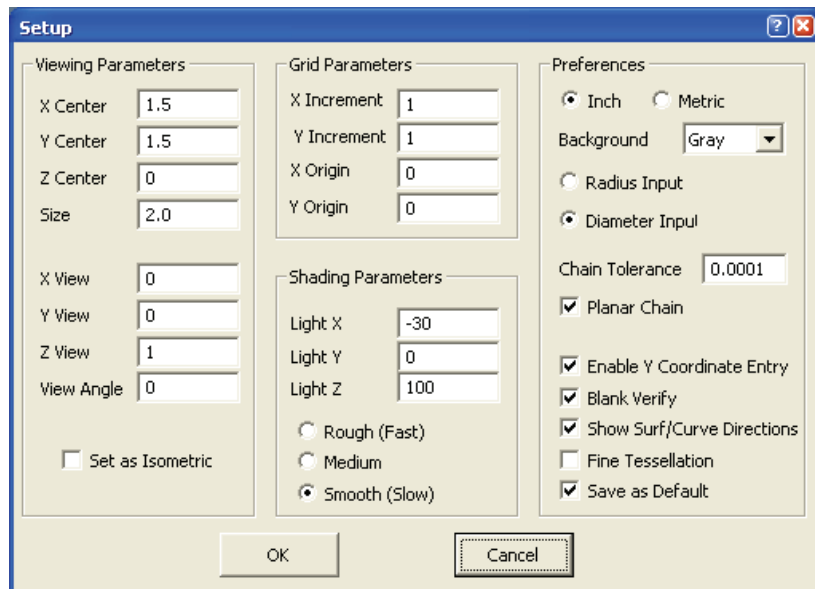 Setup
Viewing Parameters
X Center 1.5
Y Center 1.5
Z Center 0
Size 2.0
X View 0
Y View 0
Z View 1
View Angle 0
Set as Isometric
Grid Parameters
X Increment 1
Y Increment 1
X Origin 0
Y Origin 0
Shading Parameters
Light X -30
Light Y 0
Light Z 100
Rough (Fast)
Medium
Smooth (Slow)
Preferences
Inch Metric
Background Gray
Radius Input
Diameter Input
Chain Tolerance 0.0001
Planar Chain
Enable Y Coordinate Entry
Blank Verify
Show Surf/Curve Directions
Fine Tessellation
Save as Default
OK Cancel